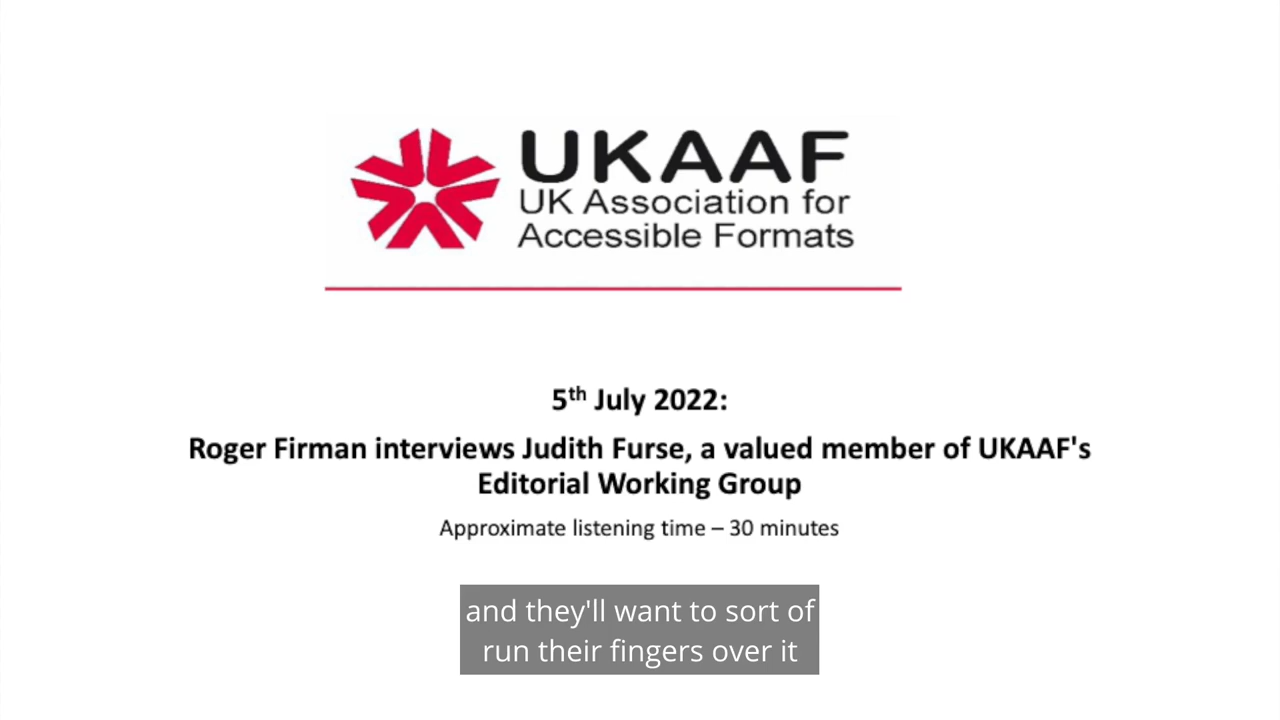 UKAAF
UK Association for
Accessible Formats
5th July 2022:
Roger Firman interviews Judith Furse, a valued member of UKAAF's
Editorial Working Group
Approximate listening time – 30 minutes
and they'll want to sort of
run their fingers over it